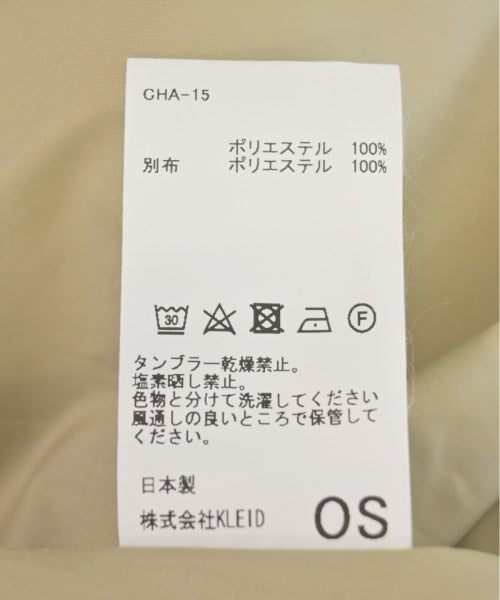 CHA-15
ポリエステル 100%
別布 ポリエステル 100%
30
F
タンブラー乾燥禁止。
塩素晒し禁止。
色物と分けて洗濯してください
風通しの良いところで保管して
ください。
日本製
株式会社KLEID
OS